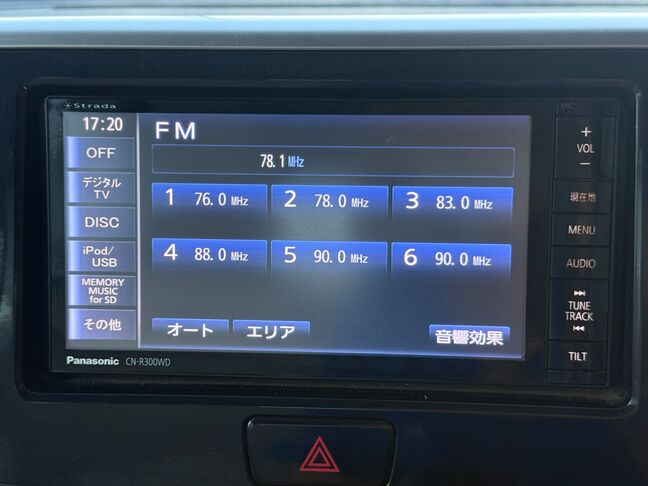 Strada
MIC
17:20
FM
OFF
78.1MHz
デジタル
TV
1 76.0 MHz
2 78.0 MHz
3 83.0 MHz
DISC
iPod/
USB
4 88.0 MHz
5 90.0 MHz
6 90.0 MHz
MEMORY
MUSIC
for SD
その他
オート
エリア
音響効果
Panasonic CN-R300WD
+
VOL
−
現在地
MENU
AUDIO
TUNE
TRACK
TILT